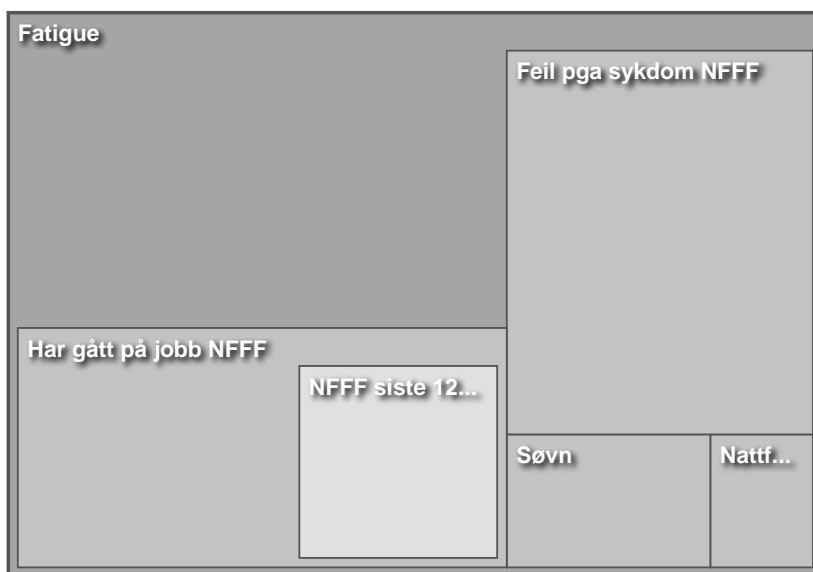 Fatigue
Feil pga sykdom NFFF
Har gått på jobb NFFF
NFFF siste 12...
Søvn
Nattf...